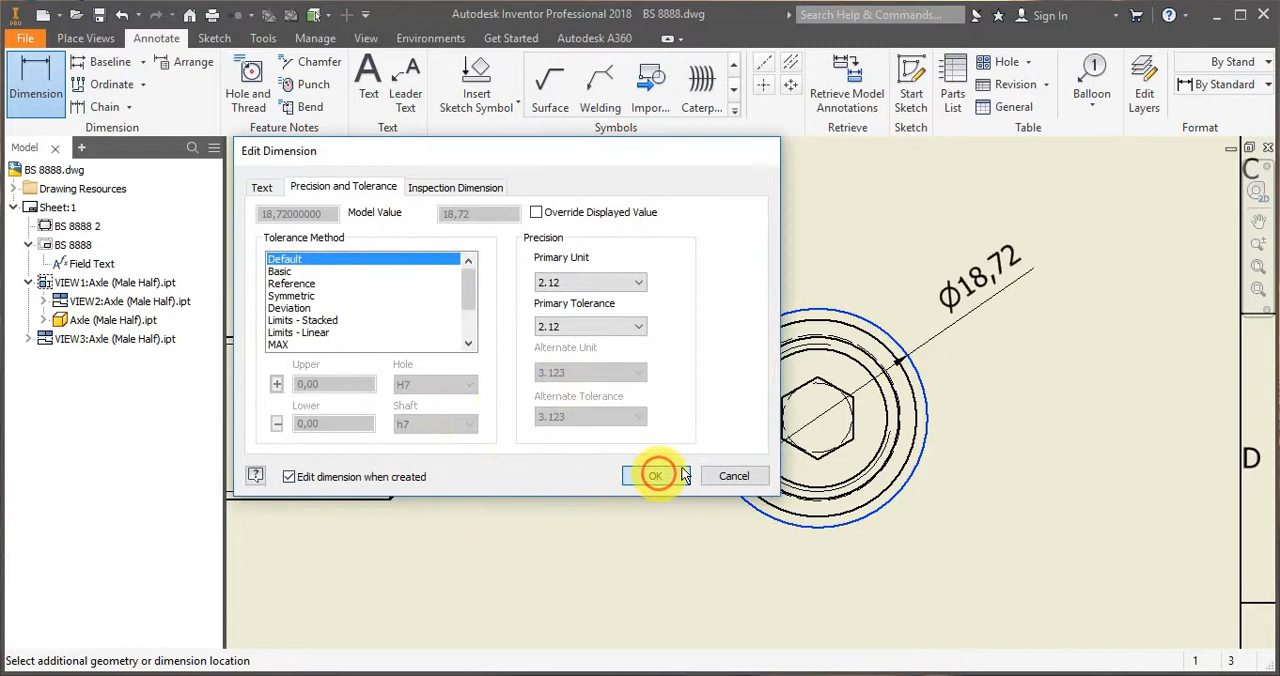 PRO
Autodesk Inventor Professional 2018 BS 8888.dwg
Search Help & Commands...
Sign In
File
Place Views
Annotate
Sketch
Tools
Manage
View
Environments
Get Started
Autodesk A360
Dimension
Baseline
Arrange
Ordinate
Chain
Dimension
Hole and
Thread
Chamfer
Punch
Bend
Feature Notes
Text
Leader
Text
Text
Insert
Sketch Symbol
Surface
Welding
Impor...
Caterp...
Symbols
Retrieve Model
Annotations
Retrieve
Start
Sketch
Sketch
Parts
List
Hole
Revision
General
Table
1
Balloon
Edit
Layers
By Stand
By Standard
Format
Model
BS 8888.dwg
Drawing Resources
Sheet:1
BS 8888 2
BS 8888
Field Text
VIEW1:Axle (Male Half).ipt
VIEW2:Axle (Male Half).ipt
Axle (Male Half).ipt
VIEW3:Axle (Male Half).ipt
Edit Dimension
Text
Precision and Tolerance
Inspection Dimension
18,72000000
Model Value
18,72
Override Displayed Value
Tolerance Method
Default
Basic
Reference
Symmetric
Deviation
Limits - Stacked
Limits - Linear
MAX
Upper
Hole
+
0,00
H7
Lower
Shaft
-
0,00
h7
Precision
Primary Unit
2.12
Primary Tolerance
2.12
Alternate Unit
3.123
Alternate Tolerance
3.123
?
Edit dimension when created
OK
Cancel
Ø18,72
C
2D
D
Select additional geometry or dimension location
1
3